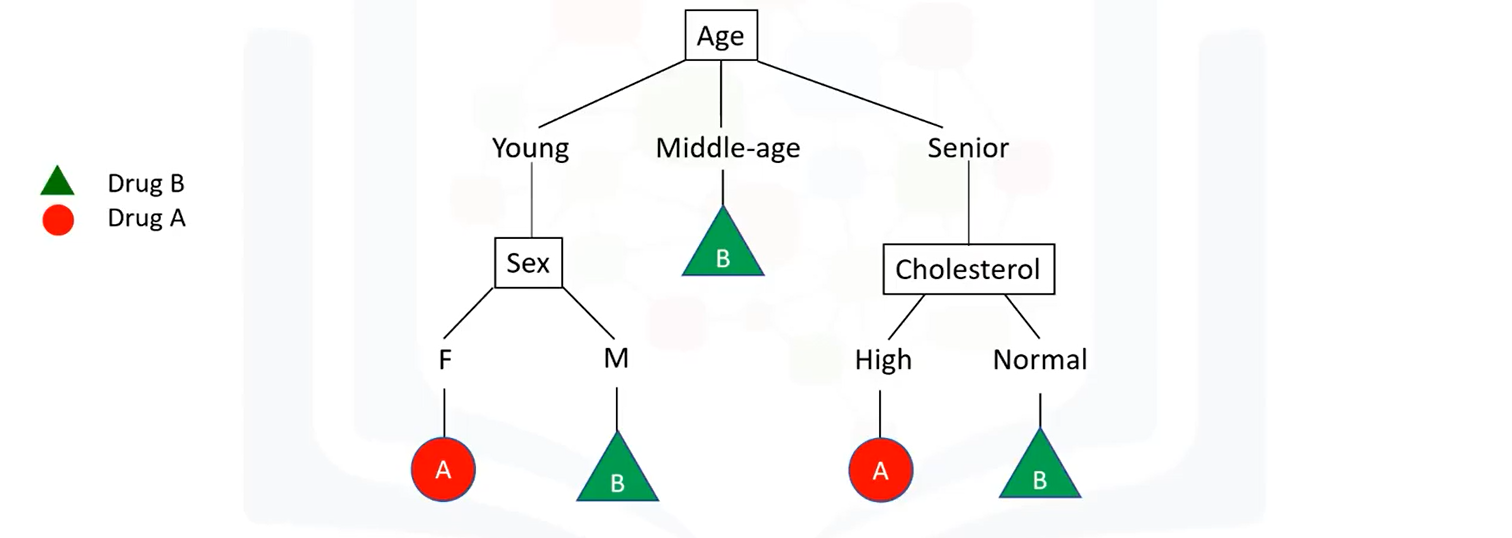 Age
Young Middle-age Senior
Drug B
Drug A
B
Sex
Cholesterol
F M High Normal
A B A B